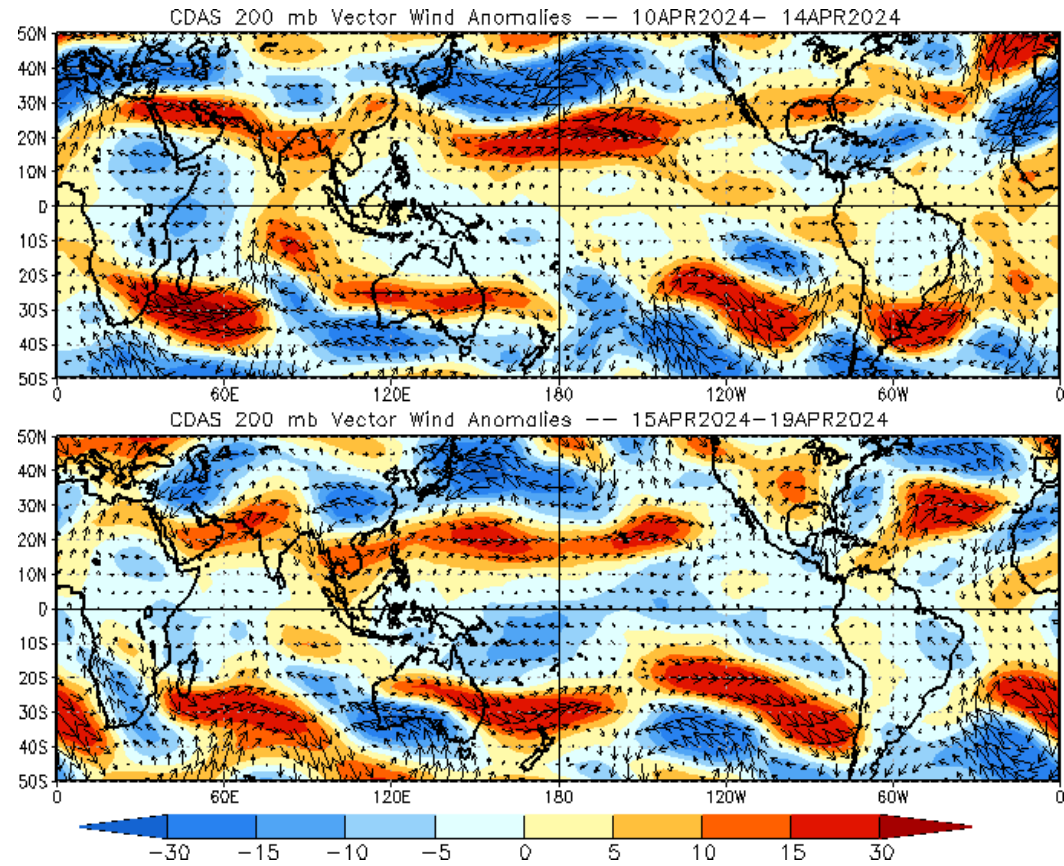 CDAS 200 mb Vector Wind Anomalies -- 10APR2024- 14APR2024
50N
40N
30N
20N
10N
0
10S
20S
30S
40S
50S
0 60E 120E 180 120W 60W 0
CDAS 200 mb Vector Wind Anomalies -- 15APR2024-19APR2024
50N
40N
30N
20N
10N
0
10S
20S
30S
40S
50S
0 60E 120E 180 120W 60W 0
-30 -15 -10 -5 0 5 10 15 30